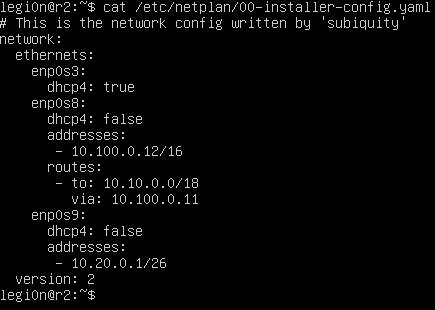 legi0n@r2:~$ cat /etc/netplan/00-installer-config.yaml
# This is the network config written by 'subiquity'
network:
  ethernets:
    enp0s3:
      dhcp4: true
    enp0s8:
      dhcp4: false
      addresses:
       - 10.100.0.12/16
      routes:
       - to: 10.10.0.0/18
         via: 10.100.0.11
    enp0s9:
      dhcp4: false
      addresses:
       - 10.20.0.1/26
  version: 2
legi0n@r2:~$